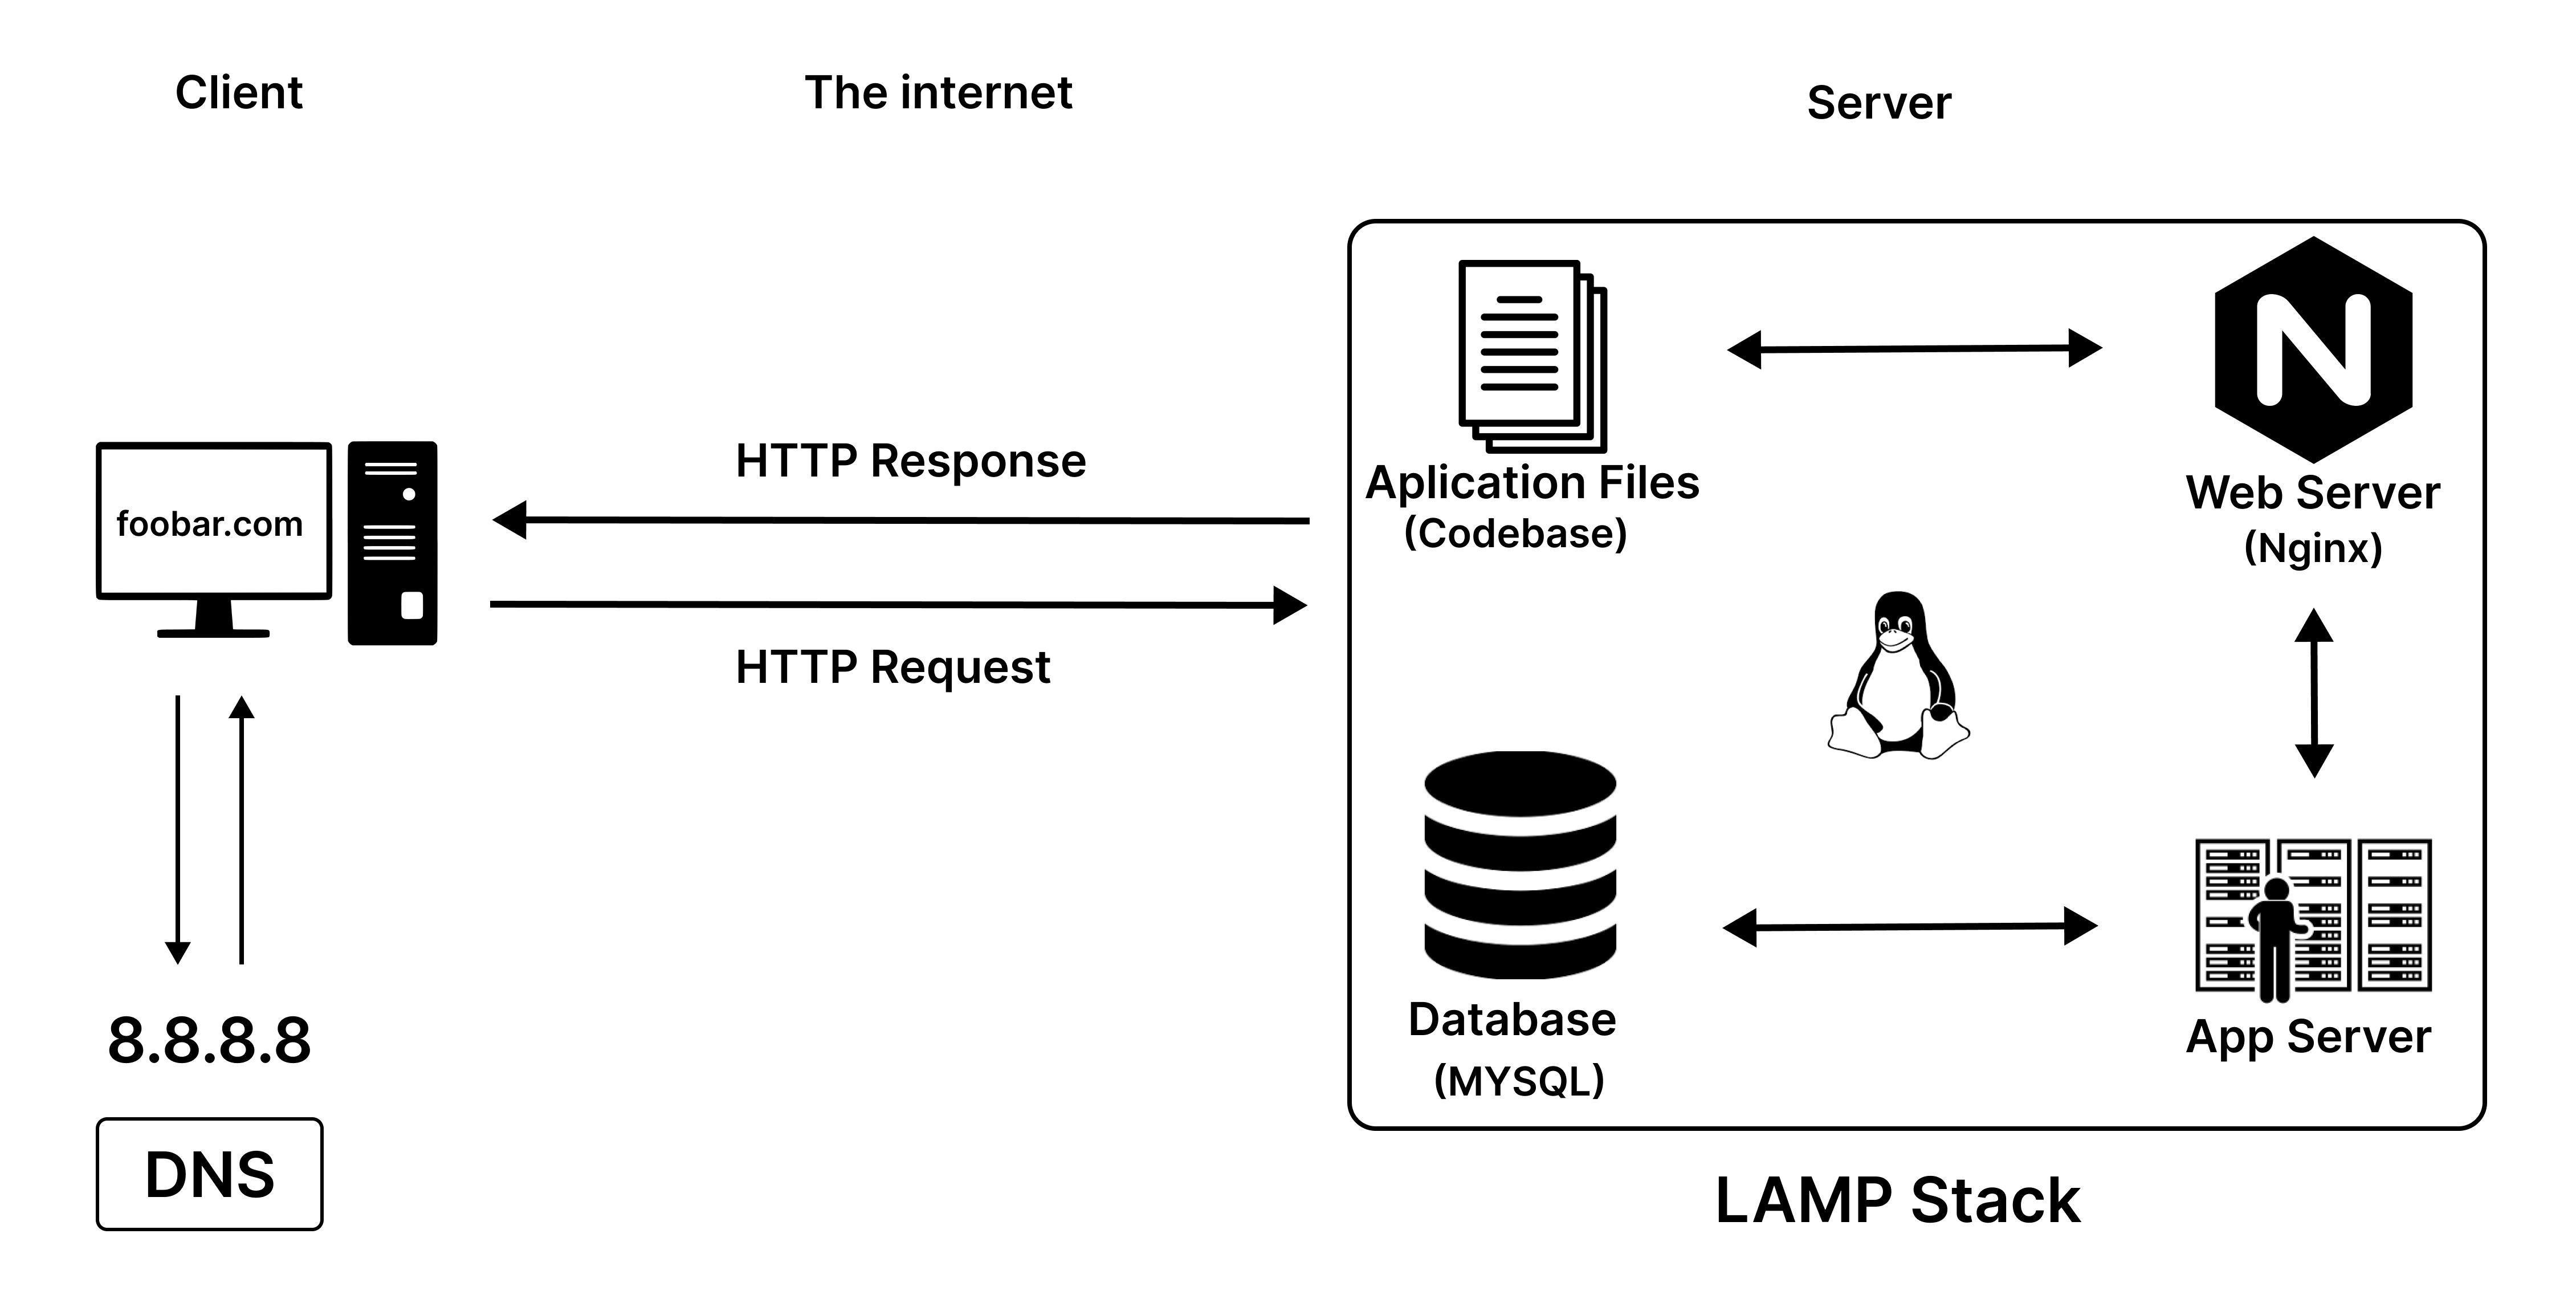 Client
The internet
Server
foobar.com
HTTP Response
HTTP Request
8.8.8.8
DNS
Aplication Files
(Codebase)
Web Server
(Nginx)
Database
(MYSQL)
App Server
LAMP Stack